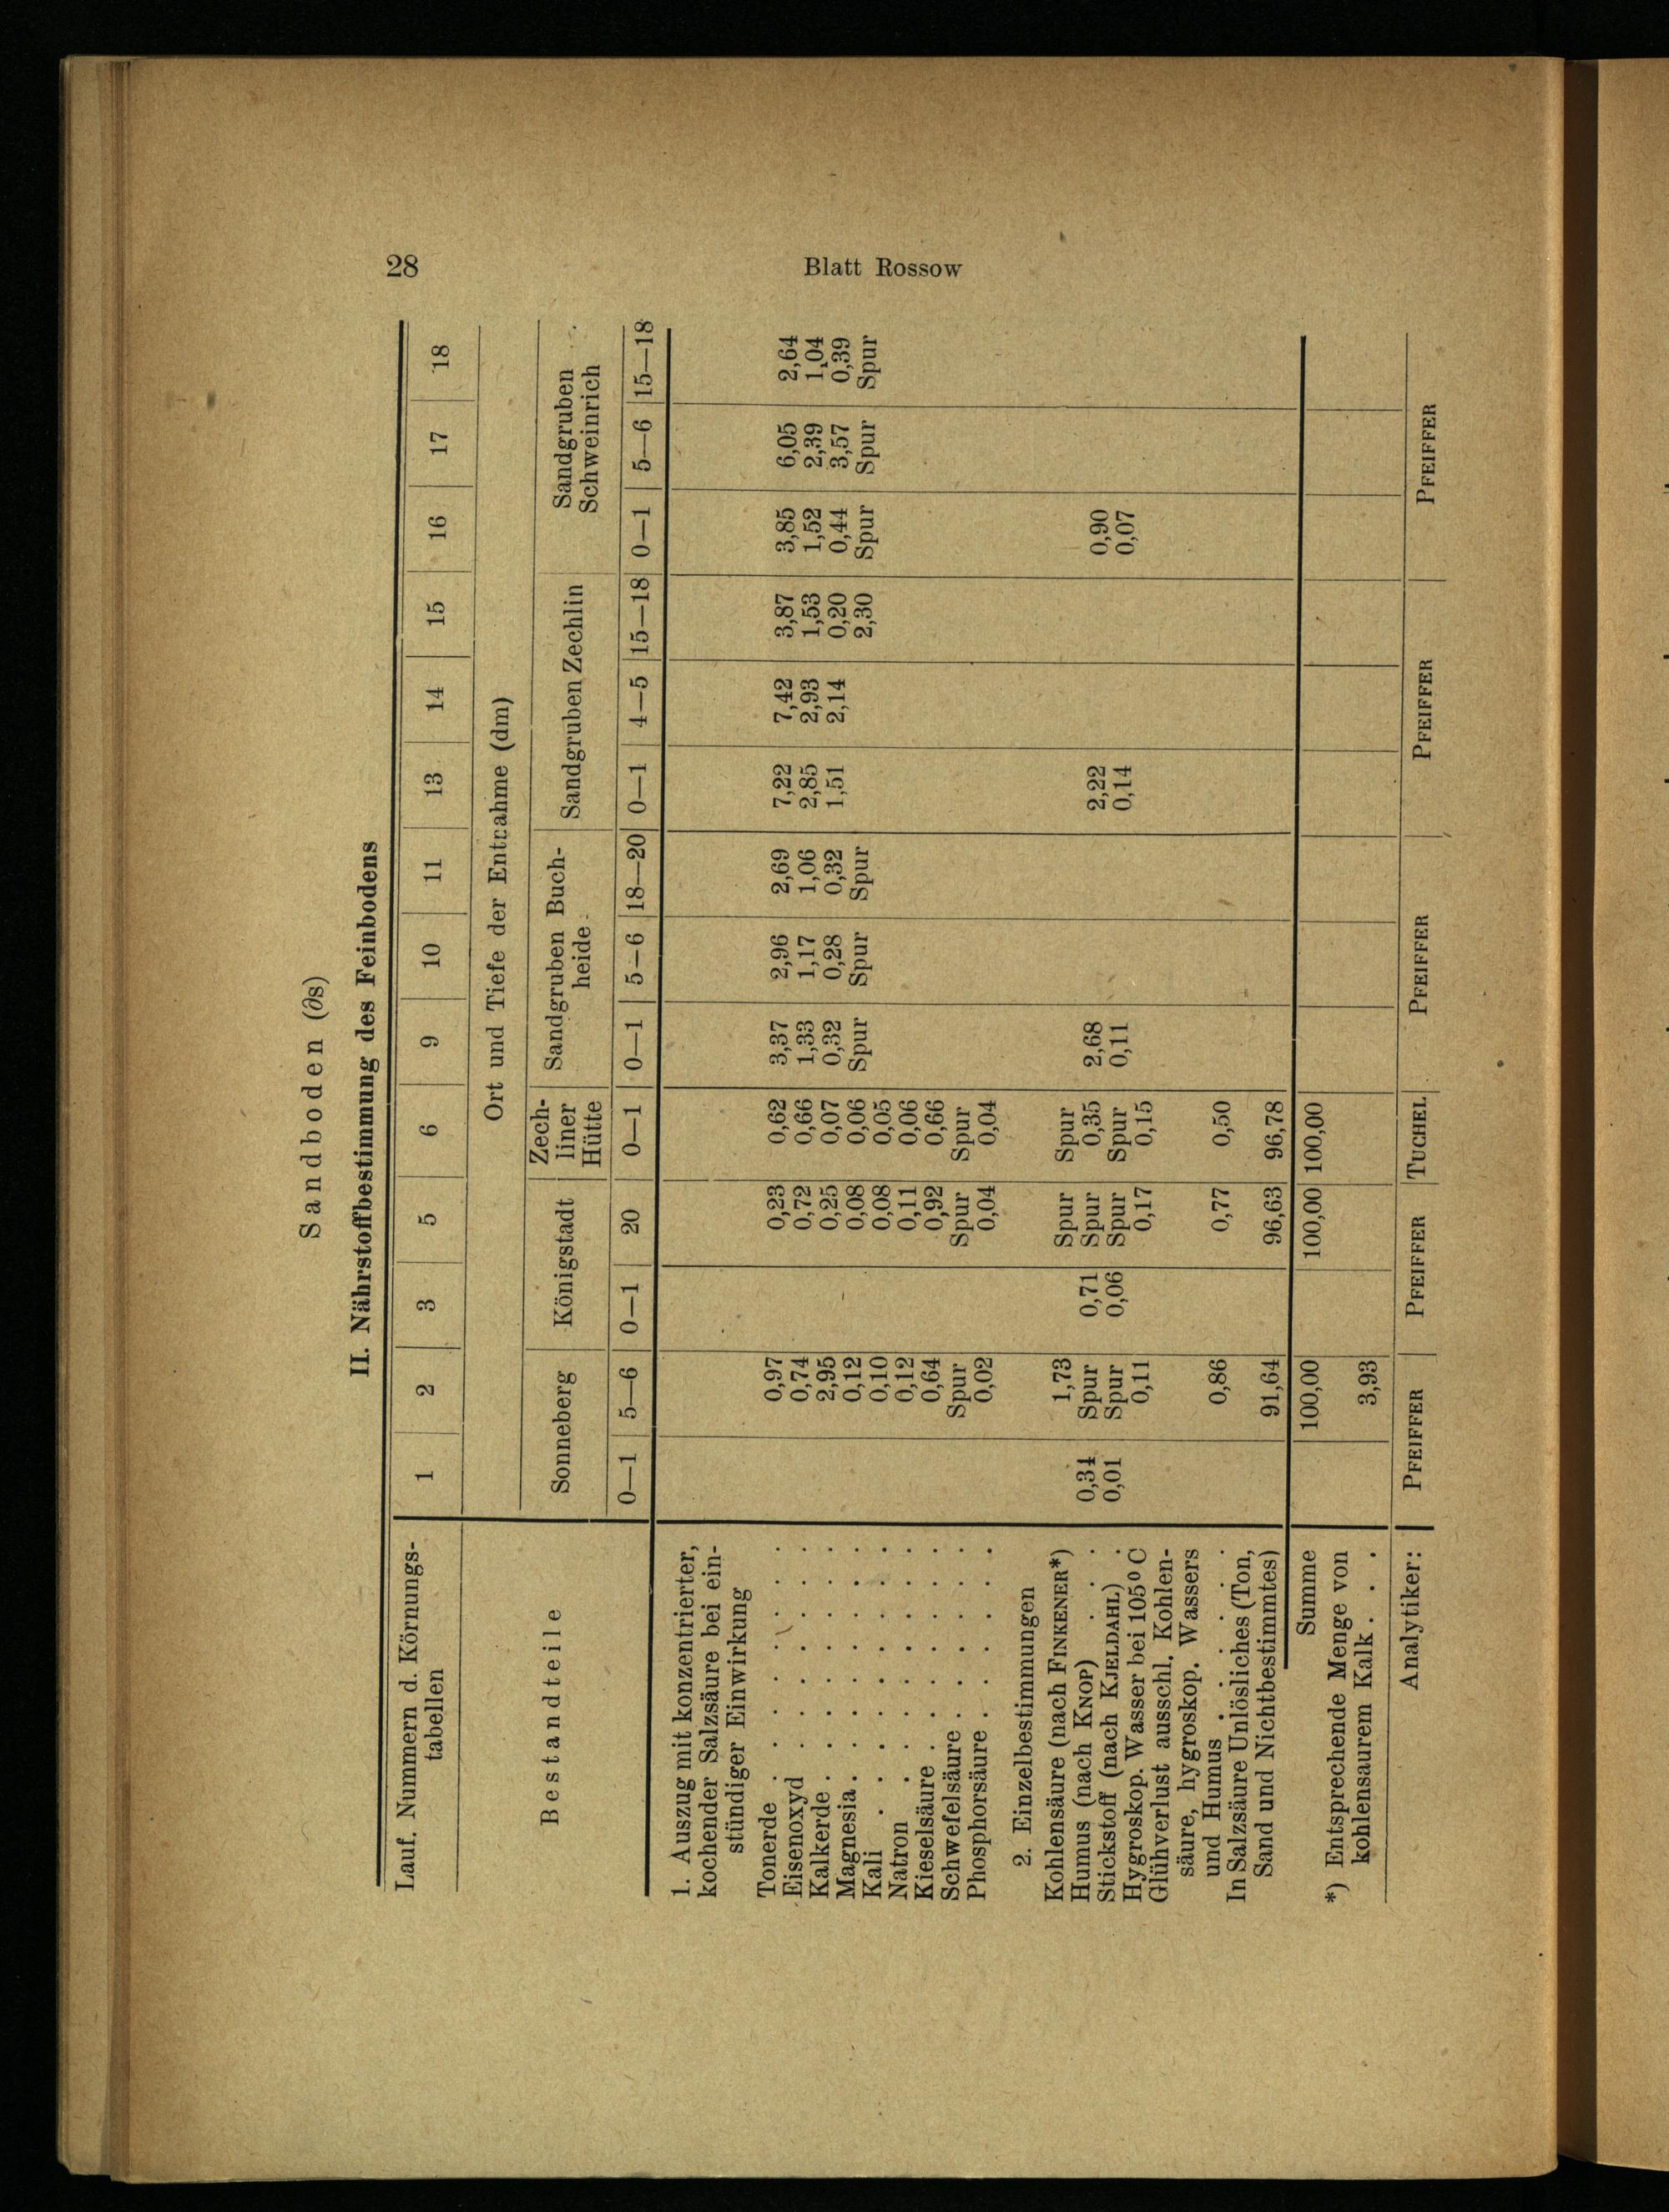 28
Blatt Rossow
Sandboden (∂s)
II. Nährstoffbestimmung des Feinbodens
Lauf. Nummern d. Körnungs-
tabellen
1 2 3 5 6 9 10 11 13 14 15 16 17 18
Bestandteile
Ort und Tiefe der Entnahme (dm)
Sonneberg Königstadt Zech-
liner
Hütte Sandgruben Buch-
heide Sandgruben Zechlin Sandgruben
Schweinrich
0—1 5—6 0—1 20 0—1 0—1 5—6 18—20 0—1 4—5 15—18 0—1 5—6 15—18
1. Auszug mit konzentrierter,
kochender Salzsäure bei ein-
stündiger Einwirkung
Tonerde . . . . . . . . 0,97 0,23 0,62 3,37 2,96 2,69 7,22 7,42 3,87 3,85 6,05 2,64
Eisenoxyd . . . . . . . 0,74 0,72 0,66 1,33 1,17 1,06 2,85 2,93 1,53 1,52 2,39 1,04
Kalkerde . . . . . . . . 2,95 0,25 0,07 0,32 0,28 0,32 1,51 2,14 0,20 0,44 3,57 0,39
Magnesia . . . . . . . . 0,12 0,08 0,06 Spur Spur Spur 2,30 Spur Spur Spur
Kali . . . . . . . . . 0,10 0,08 0,05
Natron . . . . . . . . 0,12 0,11 0,06
Kieselsäure . . . . . . . 0,64 0,92 0,66
Schwefelsäure . . . . . . Spur Spur Spur
Phosphorsäure . . . . . . 0,02 0,04 0,04
2. Einzelbestimmungen
Kohlensäure (nach FINKENER*) 1,73 Spur Spur
Humus (nach KNOP) . . . 0,34 Spur 0,71 Spur 0,35 2,68 2,22 0,90
Stickstoff (nach KJELDAHL) . 0,01 Spur 0,06 Spur Spur 0,11 0,14 0,07
Hygroskop. Wasser bei 105° C 0,11 0,17 0,15
Glühverlust ausschl. Kohlen-
säure, hygroskop. Wassers
und Humus . . . . . . 0,86 0,77 0,50
In Salzsäure Unlösliches (Ton,
Sand und Nichtbestimmtes) 91,64 96,63 96,78
Summe 100,00 100,00 100,00
*) Entsprechende Menge von
kohlensaurem Kalk . . . . 3,93
Analytiker: PFEIFFER PFEIFFER TUCHEL PFEIFFER PFEIFFER PFEIFFER